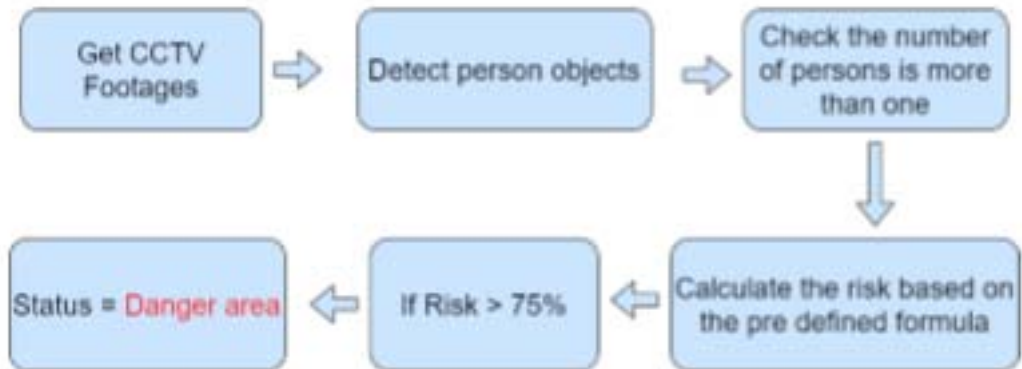 Get CCTV
Footages
Detect person objects
Check the number
of persons is more
than one
Calculate the risk based on
the pre defined formula
If Risk > 75%
Status = Danger area